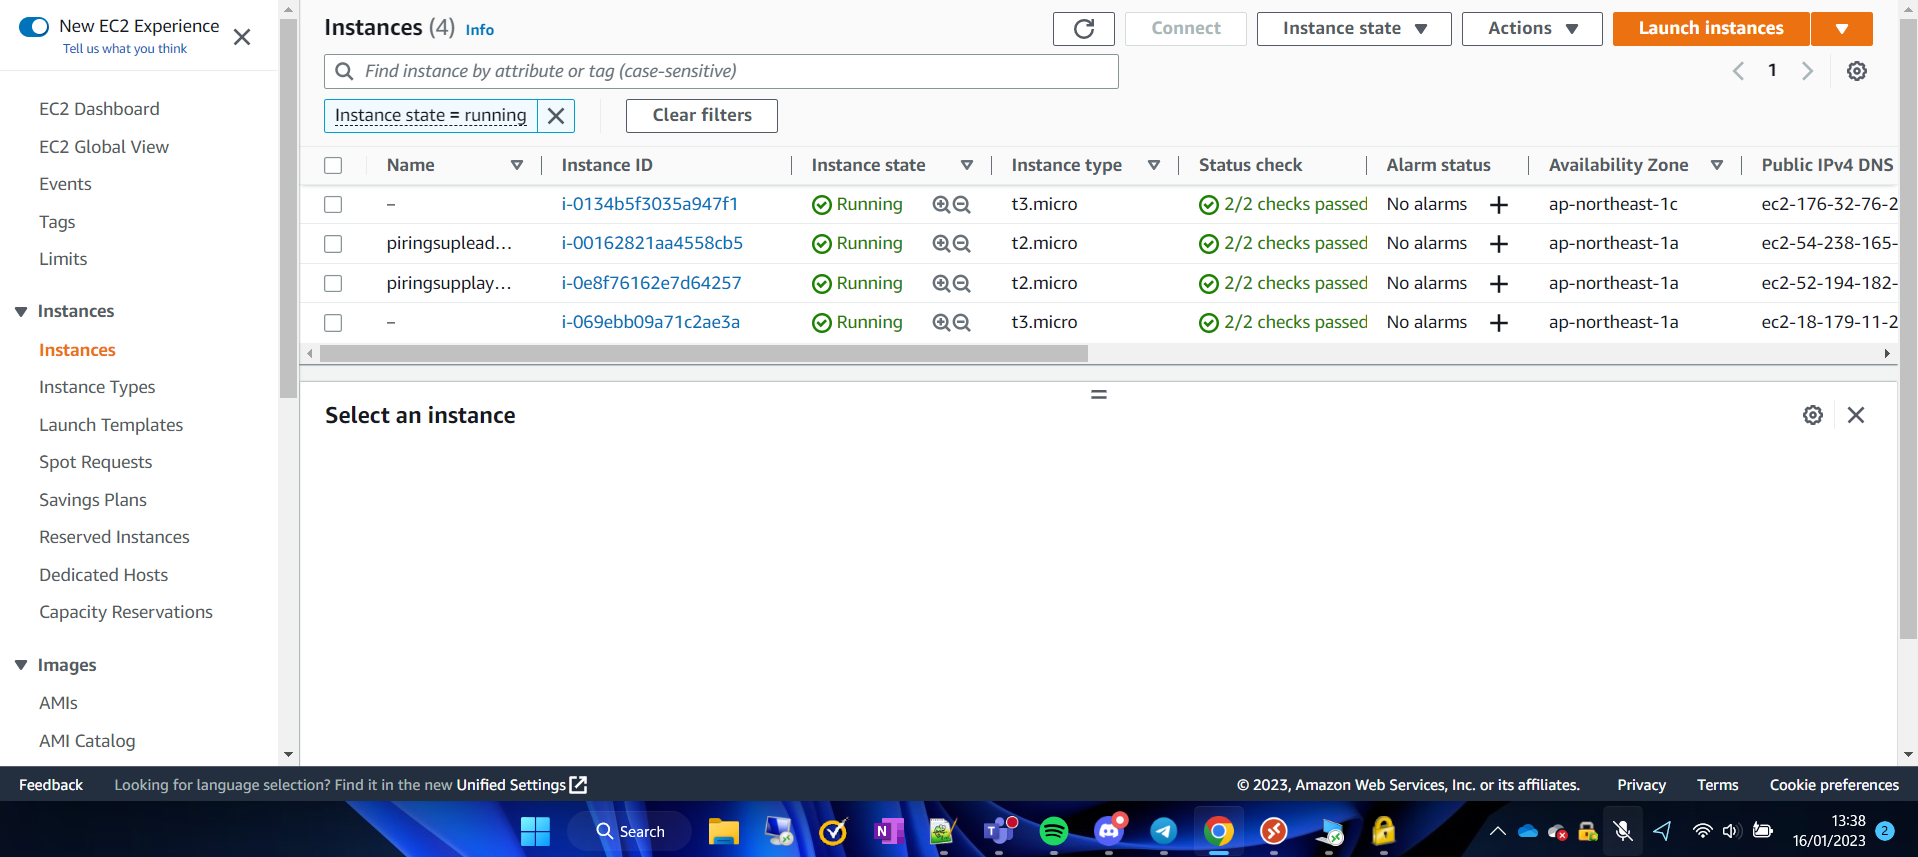 New EC2 Experience
Tell us what you think
EC2 Dashboard
EC2 Global View
Events
Tags
Limits
Instances
Instances
Instance Types
Launch Templates
Spot Requests
Savings Plans
Reserved Instances
Dedicated Hosts
Capacity Reservations
Images
AMIs
AMI Catalog
Instances (4) Info
Connect
Instance state
Actions
Launch instances
Find instance by attribute or tag (case-sensitive)
1
Instance state = running
Clear filters
Name Instance ID Instance state Instance type Status check Alarm status Availability Zone Public IPv4 DNS
– i-0134b5f3035a947f1 Running t3.micro 2/2 checks passed No alarms ap-northeast-1c ec2-176-32-76-2
piringsuplead... i-00162821aa4558cb5 Running t2.micro 2/2 checks passed No alarms ap-northeast-1a ec2-54-238-165-
piringsupplay... i-0e8f76162e7d64257 Running t2.micro 2/2 checks passed No alarms ap-northeast-1a ec2-52-194-182-
– i-069ebb09a71c2ae3a Running t3.micro 2/2 checks passed No alarms ap-northeast-1a ec2-18-179-11-2
Select an instance
Feedback Looking for language selection? Find it in the new Unified Settings © 2023, Amazon Web Services, Inc. or its affiliates. Privacy Terms Cookie preferences
Search
13:38
16/01/2023
2